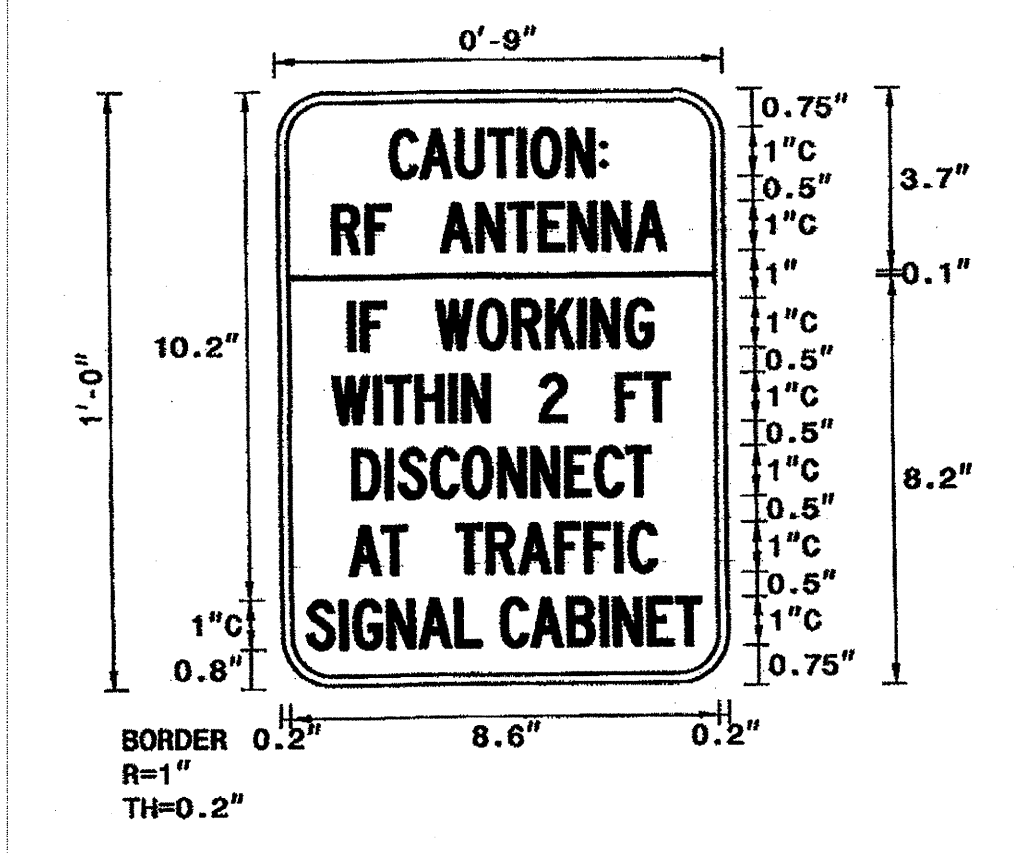 0'-9"
CAUTION:
RF ANTENNA
IF WORKING
WITHIN 2 FT
DISCONNECT
AT TRAFFIC
SIGNAL CABINET
1'-0"
10.2"
1"C
0.8"
0.75"
1"C
0.5"
1"C
1"
1"C
0.5"
1"C
0.5"
1"C
0.5"
1"C
0.5"
1"C
0.75"
3.7"
0.1"
8.2"
0.2" 8.6" 0.2"
BORDER
R=1"
TH=0.2"